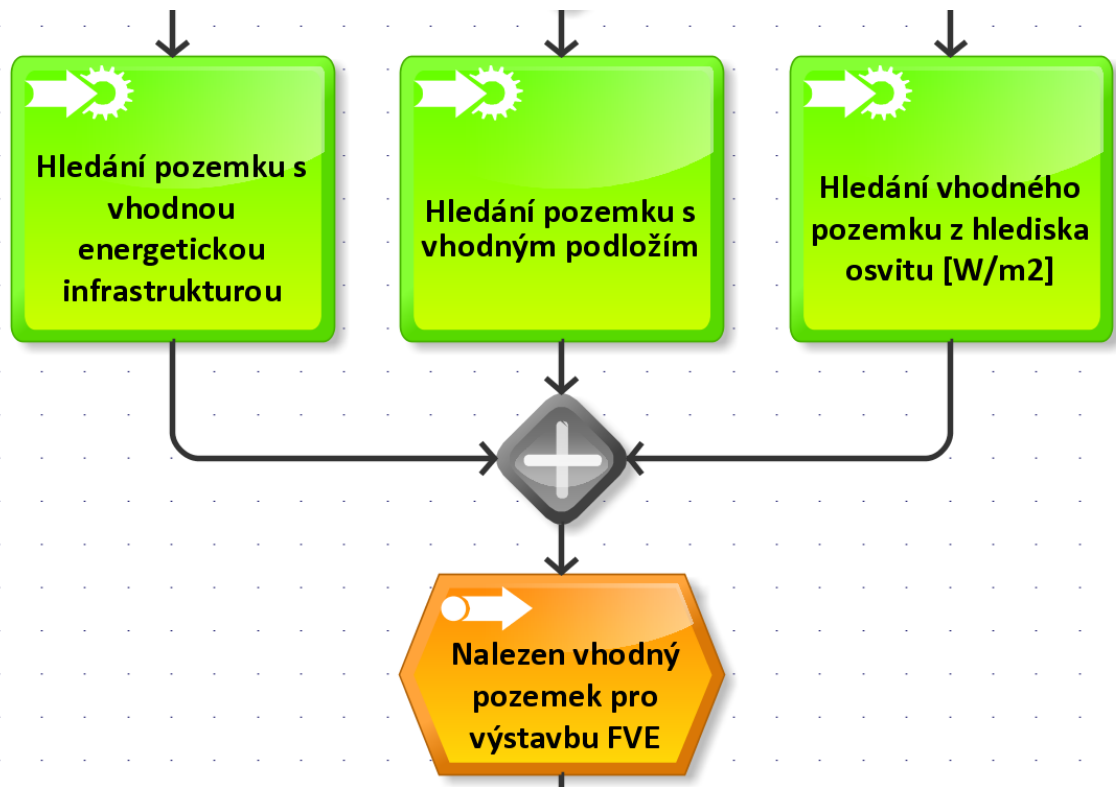 Hledání pozemku s
vhodnou
energetickou
infrastrukturou
Hledání pozemku s
vhodným podložím
Hledání vhodného
pozemku z hlediska
osvitu [W/m2]
Nalezen vhodný
pozemek pro
výstavbu FVE